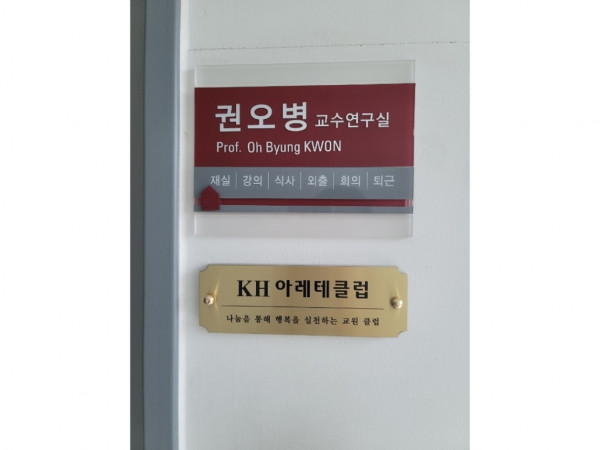 권오병 교수연구실
Prof. Oh Byung KWON
재실 강의 식사 외출 회의 퇴근
KH 아레테클럽
나눔을 통해 행복을 실천하는 교원 클럽